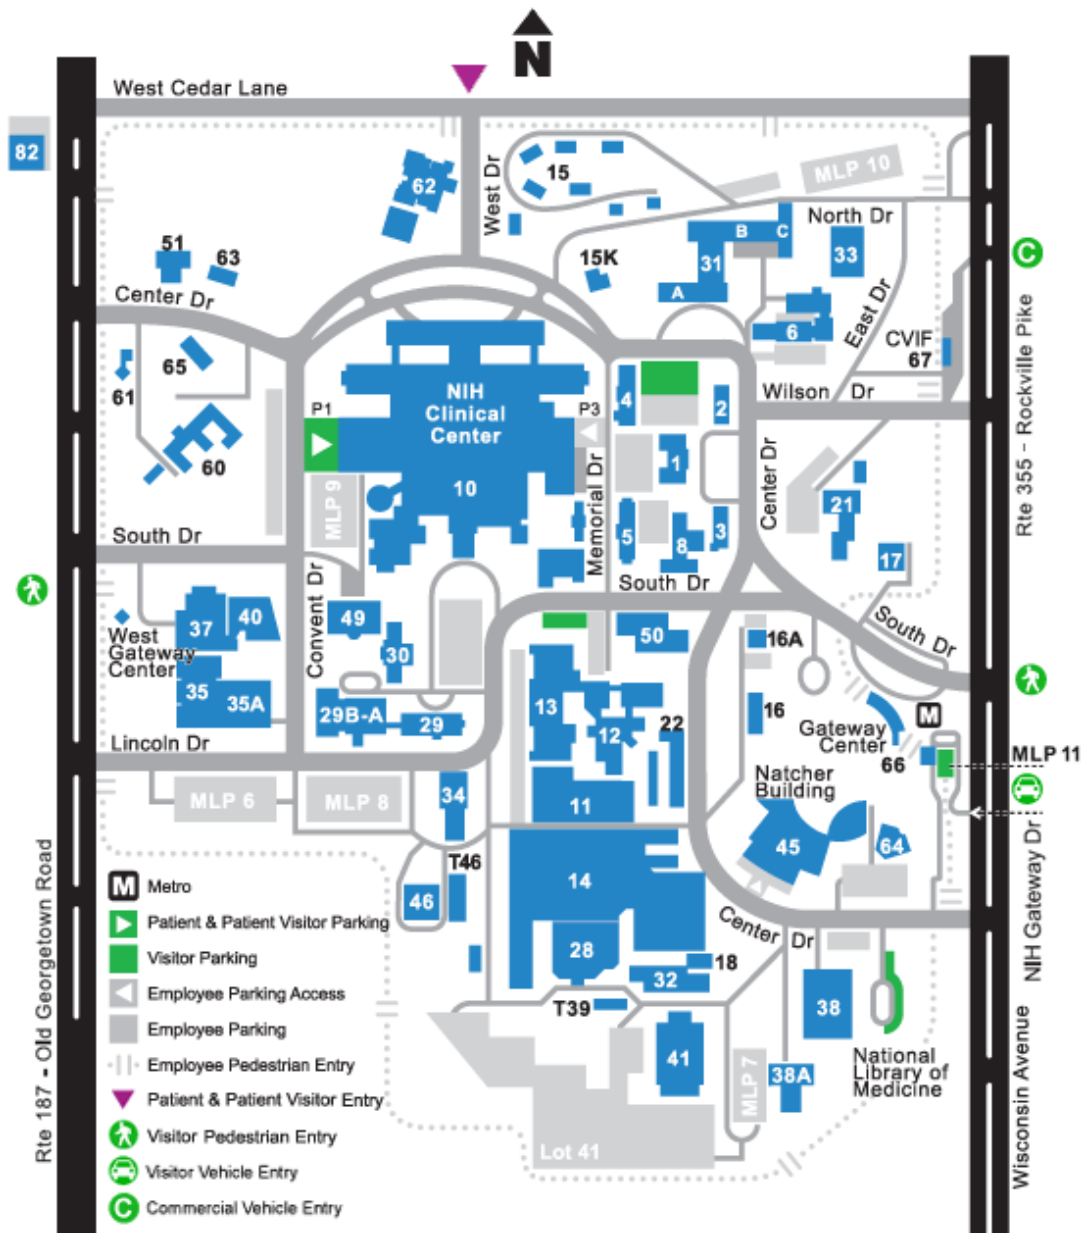 N
West Cedar Lane
82
62
West Dr
15
MLP 10
North Dr
B
C
33
51
63
15K
31
A
Center Dr
6
East Dr
CVIF
67
65
61
NIH
Clinical
Center
10
P1
P3
4
2
Wilson Dr
Rte 355 - Rockville Pike
C
60
MLP 9
Memorial Dr
1
Center Dr
21
5
8
3
17
South Dr
South Dr
South Dr
37
40
West
Gateway
Center
Convent Dr
49
30
50
16A
35
35A
29B-A
29
13
12
22
16
Gateway
Center
M
66
MLP 11
Lincoln Dr
MLP 6
MLP 8
34
11
Natcher
Building
45
64
NIH Gateway Dr
T46
46
14
28
18
32
Center Dr
T39
41
38
38A
MLP 7
National
Library of
Medicine
Lot 41
Rte 187 - Old Georgetown Road
Wisconsin Avenue
M Metro
Patient & Patient Visitor Parking
Visitor Parking
Employee Parking Access
Employee Parking
Employee Pedestrian Entry
Patient & Patient Visitor Entry
Visitor Pedestrian Entry
Visitor Vehicle Entry
C Commercial Vehicle Entry